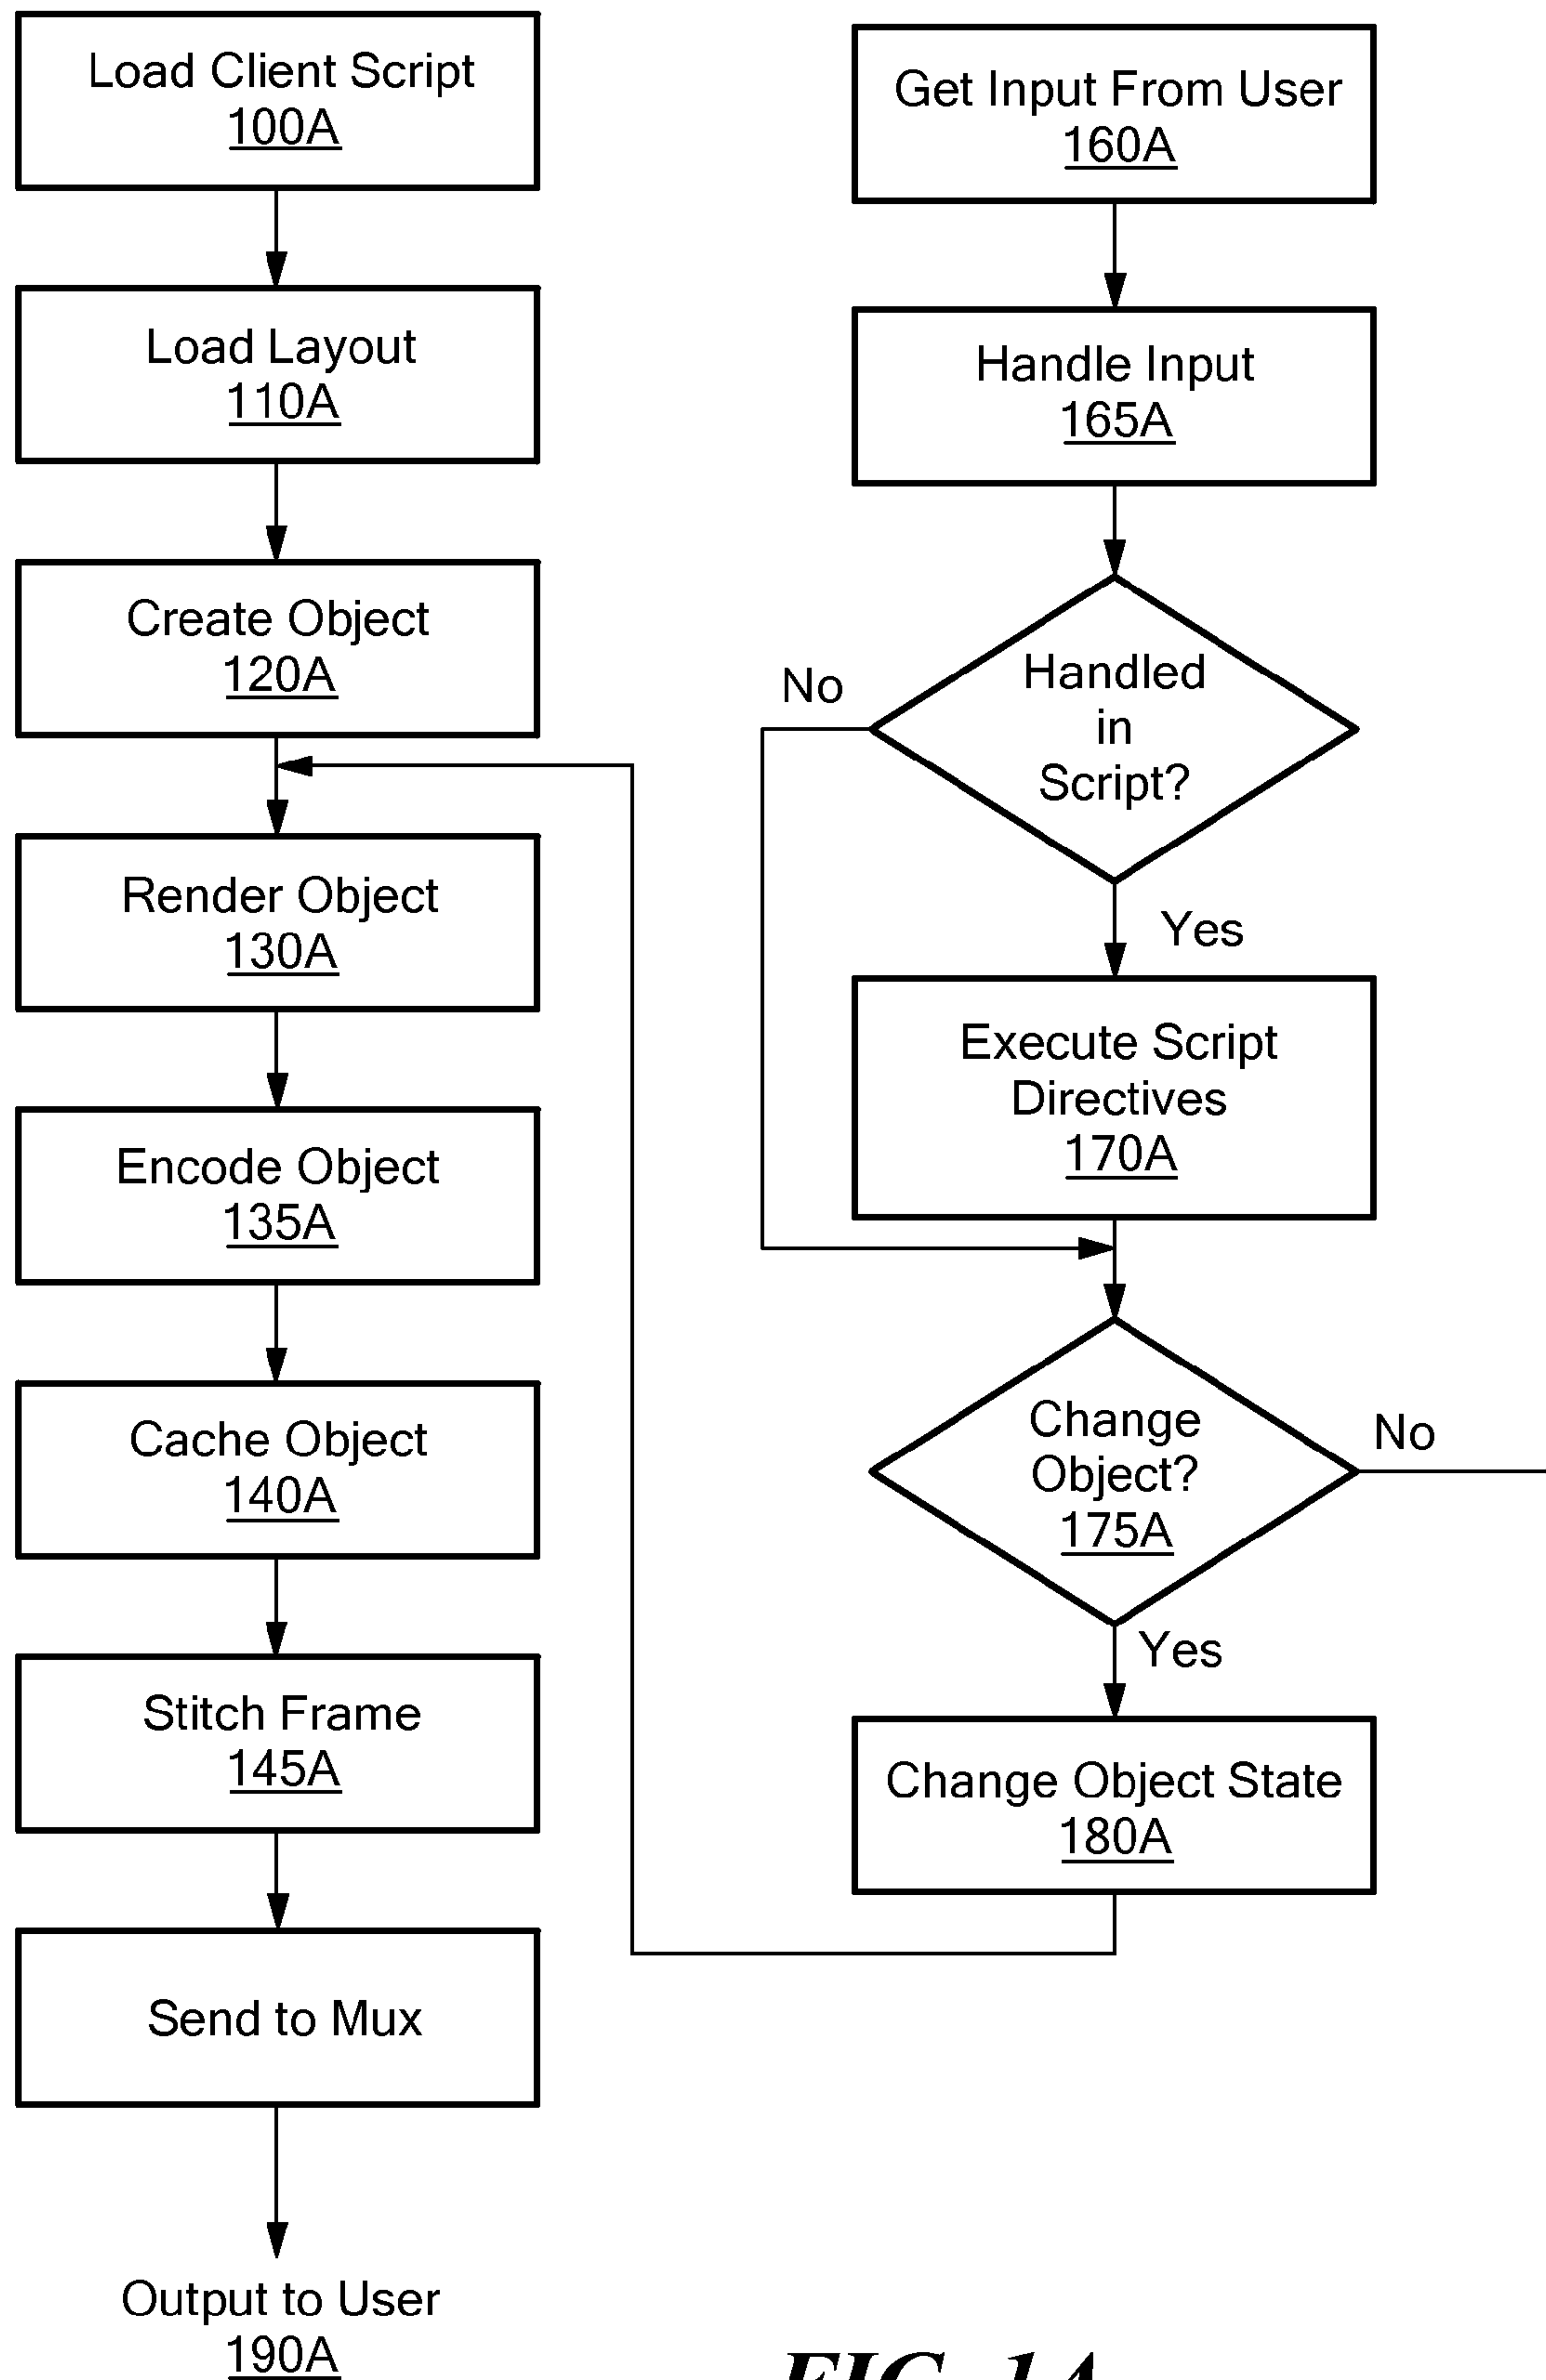 Load Client Script
100A
Load Layout
110A
Create Object
120A
Render Object
130A
Encode Object
135A
Cache Object
140A
Stitch Frame
145A
Send to Mux
Output to User
190A
Get Input From User
160A
Handle Input
165A
Handled
in
Script?
No
Yes
Execute Script
Directives
170A
Change
Object?
175A
No
Yes
Change Object State
180A
FIG. 1A